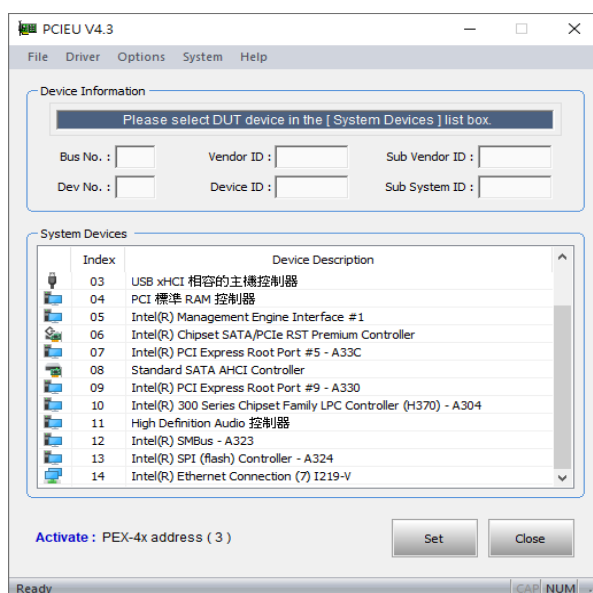 PCIEU V4.3
File Driver Options System Help
Device Information
Please select DUT device in the [ System Devices ] list box.
Bus No. : Vendor ID : Sub Vendor ID :
Dev No. : Device ID : Sub System ID :
System Devices
Index Device Description
03 USB xHCI 相容的主機控制器
04 PCI 標準 RAM 控制器
05 Intel(R) Management Engine Interface #1
06 Intel(R) Chipset SATA/PCIe RST Premium Controller
07 Intel(R) PCI Express Root Port #5 - A33C
08 Standard SATA AHCI Controller
09 Intel(R) PCI Express Root Port #9 - A330
10 Intel(R) 300 Series Chipset Family LPC Controller (H370) - A304
11 High Definition Audio 控制器
12 Intel(R) SMBus - A323
13 Intel(R) SPI (flash) Controller - A324
14 Intel(R) Ethernet Connection (7) I219-V
Activate : PEX-4x address ( 3 )
Set Close
Ready CAP NUM